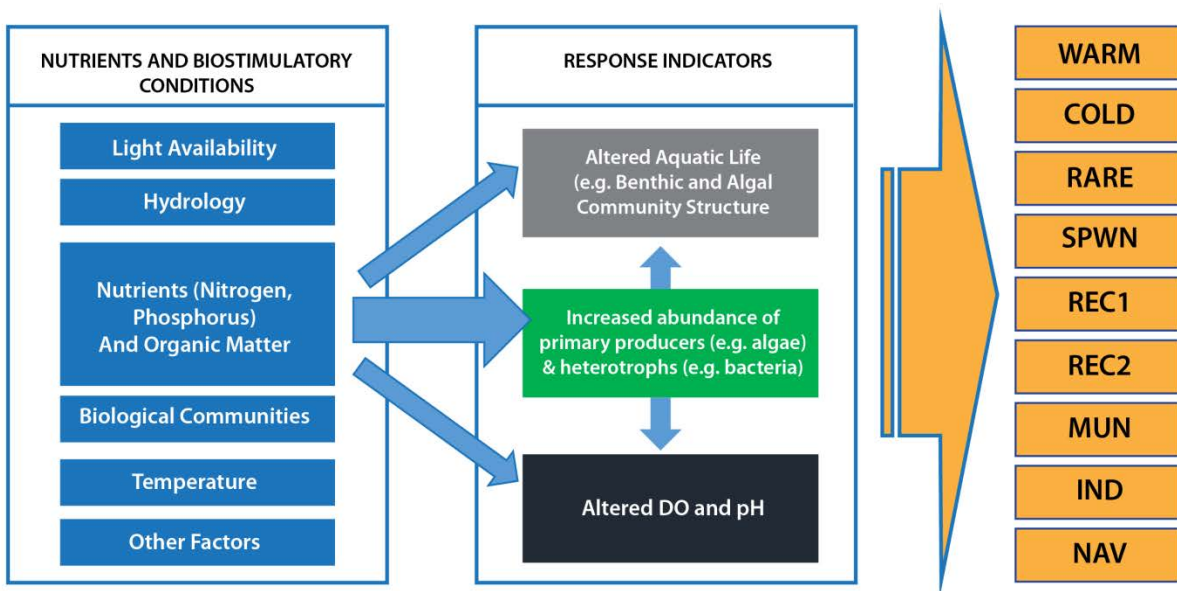 NUTRIENTS AND BIOSTIMULATORY
CONDITIONS
Light Availability
Hydrology
Nutrients (Nitrogen,
Phosphorus)
And Organic Matter
Biological Communities
Temperature
Other Factors
RESPONSE INDICATORS
Altered Aquatic Life
(e.g. Benthic and Algal
Community Structure
Increased abundance of
primary producers (e.g. algae)
& heterotrophs (e.g. bacteria)
Altered DO and pH
WARM
COLD
RARE
SPWN
REC1
REC2
MUN
IND
NAV